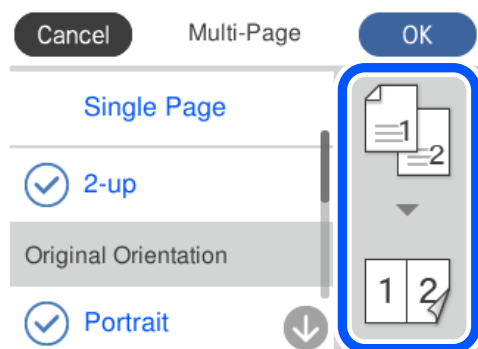 Cancel Multi-Page OK
Single Page
2-up
Original Orientation
Portrait
1
2
1 2